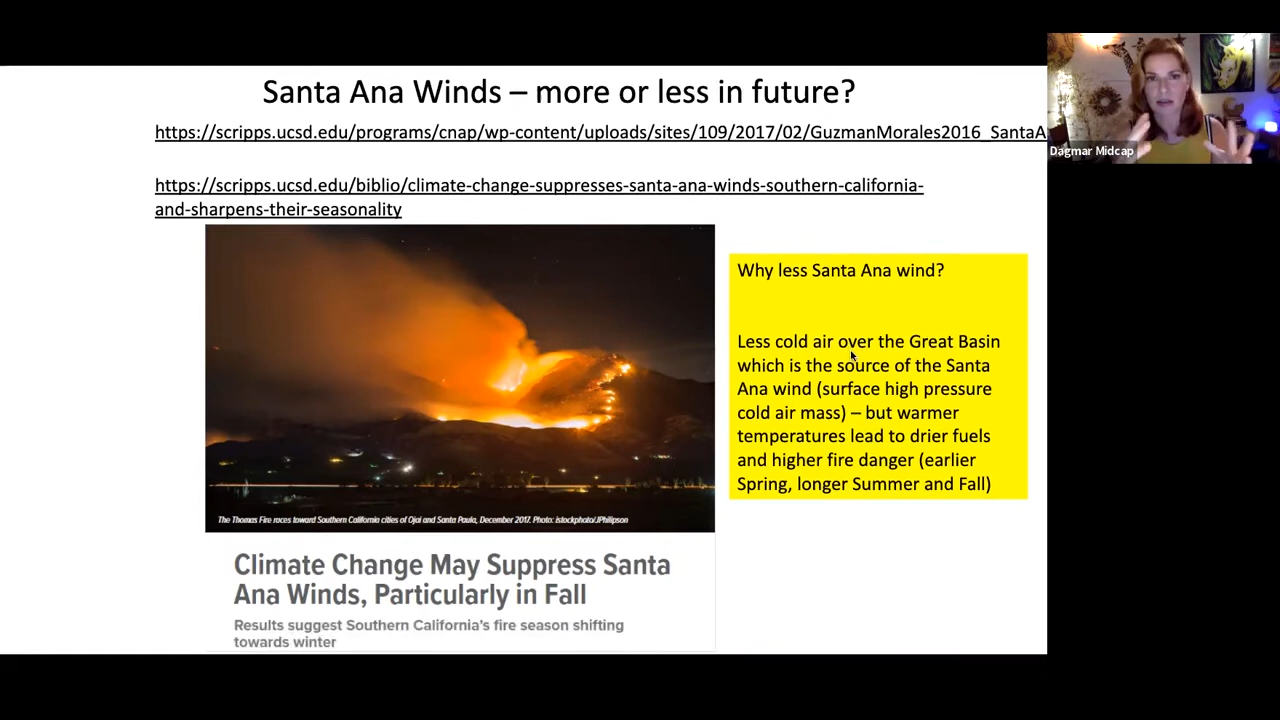 Santa Ana Winds – more or less in future?
https://scripps.ucsd.edu/programs/cnap/wp-content/uploads/sites/109/2017/02/GuzmanMorales2016_SantaA
Dagmar Midcap
https://scripps.ucsd.edu/biblio/climate-change-suppresses-santa-ana-winds-southern-california-
and-sharpens-their-seasonality
Why less Santa Ana wind?
Less cold air over the Great Basin
which is the source of the Santa
Ana wind (surface high pressure
cold air mass) – but warmer
temperatures lead to drier fuels
and higher fire danger (earlier
Spring, longer Summer and Fall)
The Thomas Fire races toward Southern California cities of Ojai and Santa Paula, December 2017. Photo: istockphoto/JPhilipson
Climate Change May Suppress Santa
Ana Winds, Particularly in Fall
Results suggest Southern California's fire season shifting
towards winter